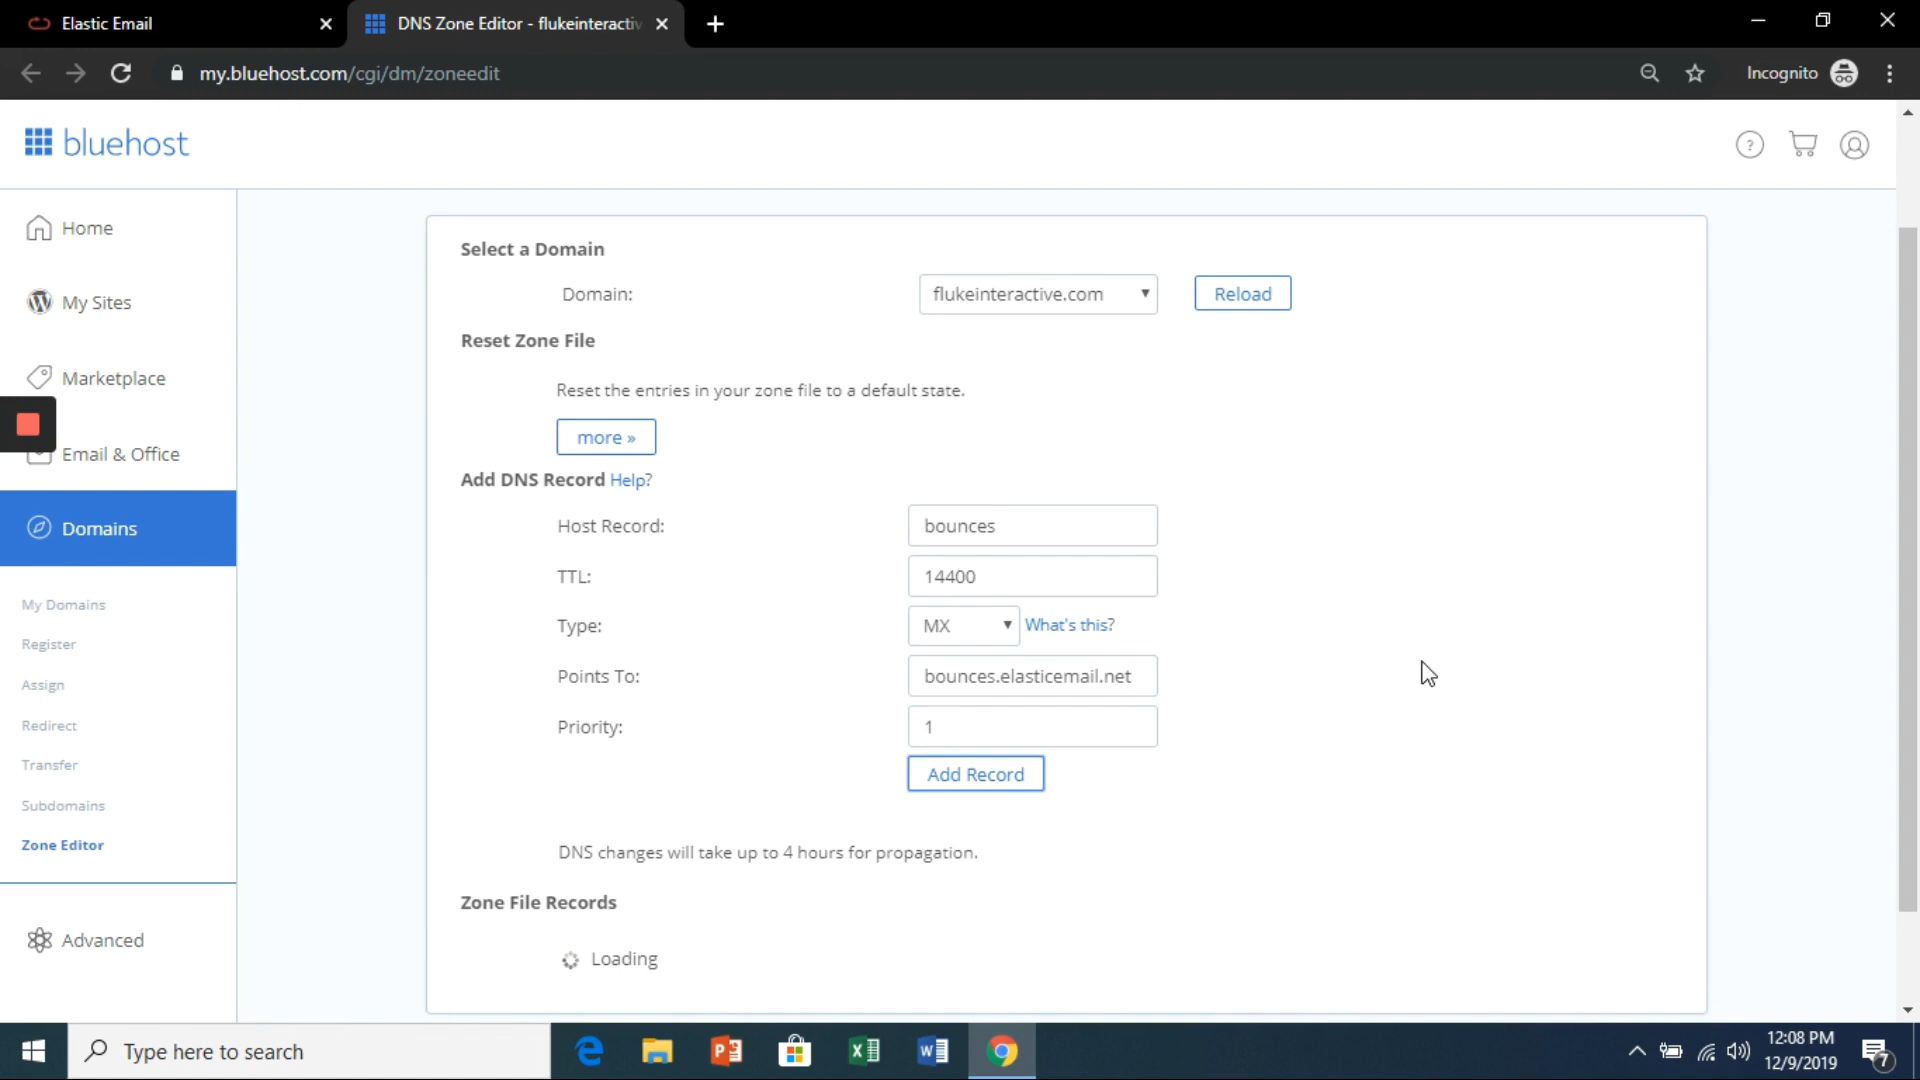 Elastic Email
DNS Zone Editor - flukeinteractiv
my.bluehost.com/cgi/dm/zoneedit
Incognito
bluehost
?
Home
My Sites
Marketplace
Email & Office
Domains
My Domains
Register
Assign
Redirect
Transfer
Subdomains
Zone Editor
Advanced
Select a Domain
Domain:
flukeinteractive.com
Reload
Reset Zone File
Reset the entries in your zone file to a default state.
more »
Add DNS Record Help?
Host Record:
bounces
TTL:
14400
Type:
MX
What's this?
Points To:
bounces.elasticemail.net
Priority:
1
Add Record
DNS changes will take up to 4 hours for propagation.
Zone File Records
Loading
Type here to search
12:08 PM
12/9/2019
7